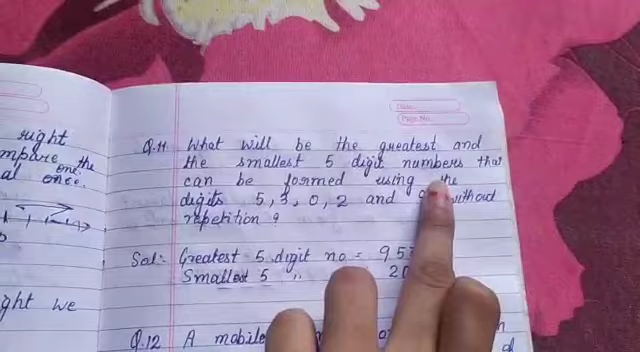 right
mpare the
al one.
once.
ght we
Date
Page No.
Q.11 What will be the greatest and
the smallest 5 digit numbers that
can be formed using the
digits 5, 3, 0, 2 and without
repetition ?
Sol:- Greatest 5 digit no = 953
Smallest 5 " 20
Q.12 A mobile